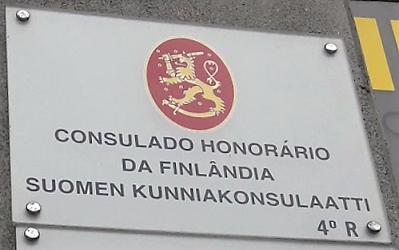 CONSULADO HONORÁRIO
DA FINLÂNDIA
SUOMEN KUNNIAKONSULAATTI
4º R